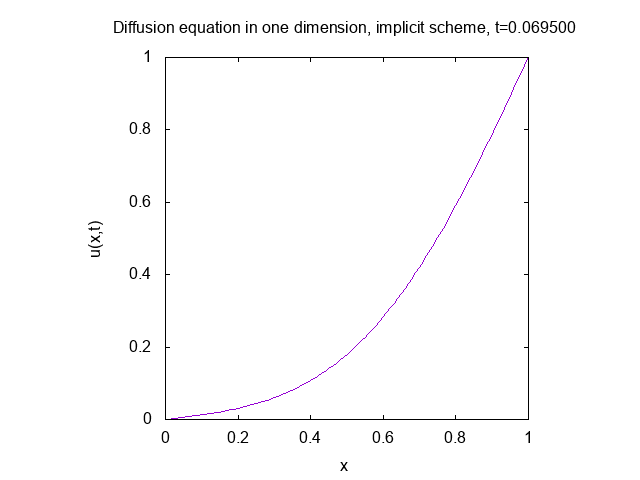 Diffusion equation in one dimension, implicit scheme, t=0.069500
1
0.8
0.6
0.4
0.2
0
u(x,t)
0 0.2 0.4 0.6 0.8 1
x